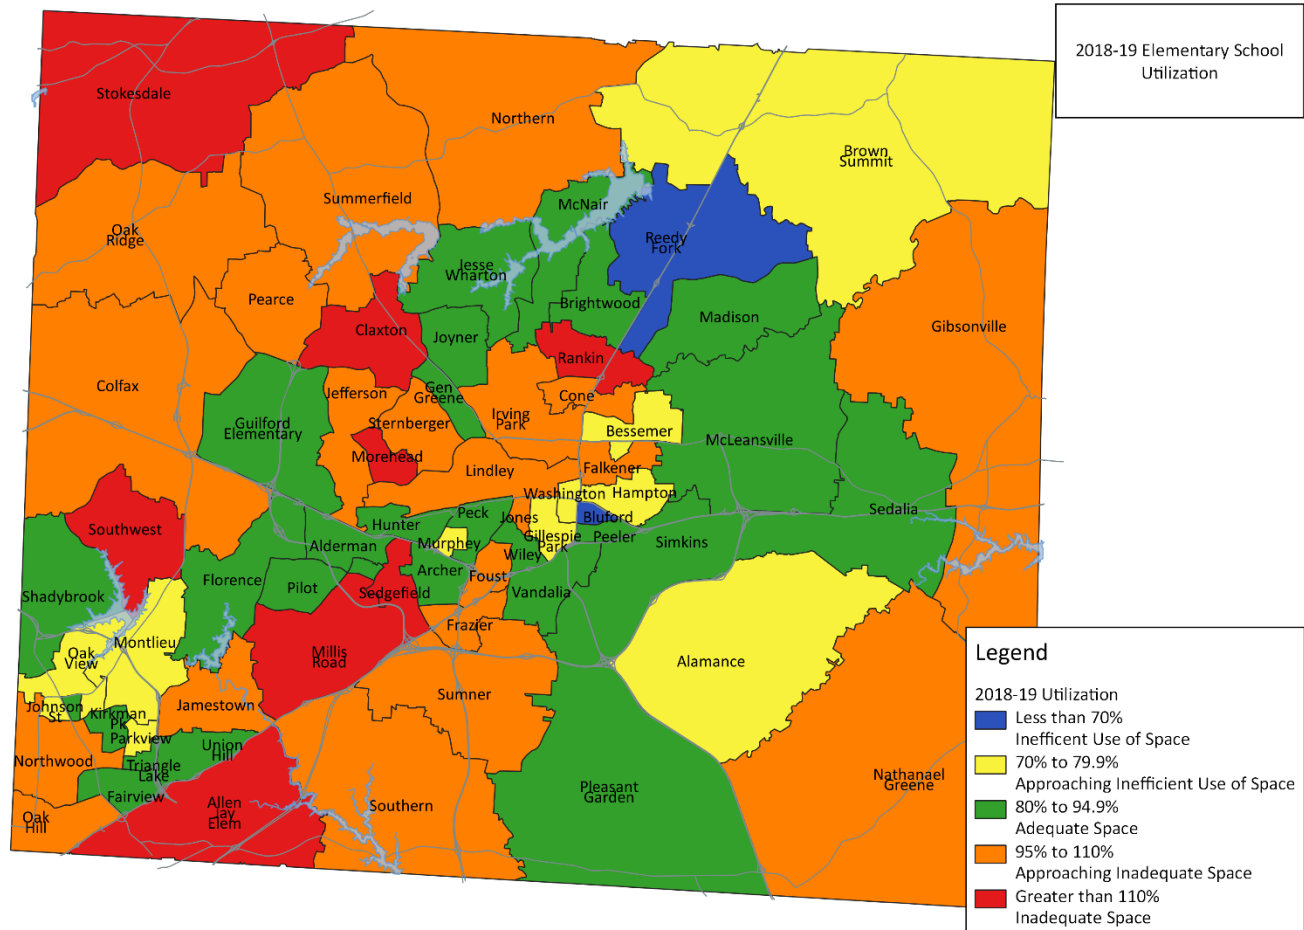 2018-19 Elementary School
Utilization
Stokesdale
Northern
Brown
Summit
Summerfield
McNair
Oak
Ridge
Reedy
Fork
Jesse
Wharton
Pearce
Brightwood
Madison
Gibsonville
Claxton
Joyner
Rankin
Colfax
Jefferson
Gen
Greene
Cone
Irving
Park
Sternberger
Guilford
Elementary
Bessemer
McLeansville
Morehead
Lindley
Falkener
Washington
Hampton
Southwest
Hunter
Peck
Jones
Bluford
Sedalia
Alderman
Murphey
Gillespie
Park
Peeler
Simkins
Wiley
Shadybrook
Florence
Pilot
Sedgefield
Archer
Foust
Vandalia
Frazier
Montlieu
Oak
View
Millis
Road
Alamance
Sumner
Johnson
St
Kirkman
Pk
Jamestown
Parkview
Union
Hill
Northwood
Triangle
Lake
Fairview
Oak
Hill
Allen
Jay
Elem
Southern
Pleasant
Garden
Nathanael
Greene
Legend
2018-19 Utilization
Less than 70%
Inefficent Use of Space
70% to 79.9%
Approaching Inefficient Use of Space
80% to 94.9%
Adequate Space
95% to 110%
Approaching Inadequate Space
Greater than 110%
Inadequate Space